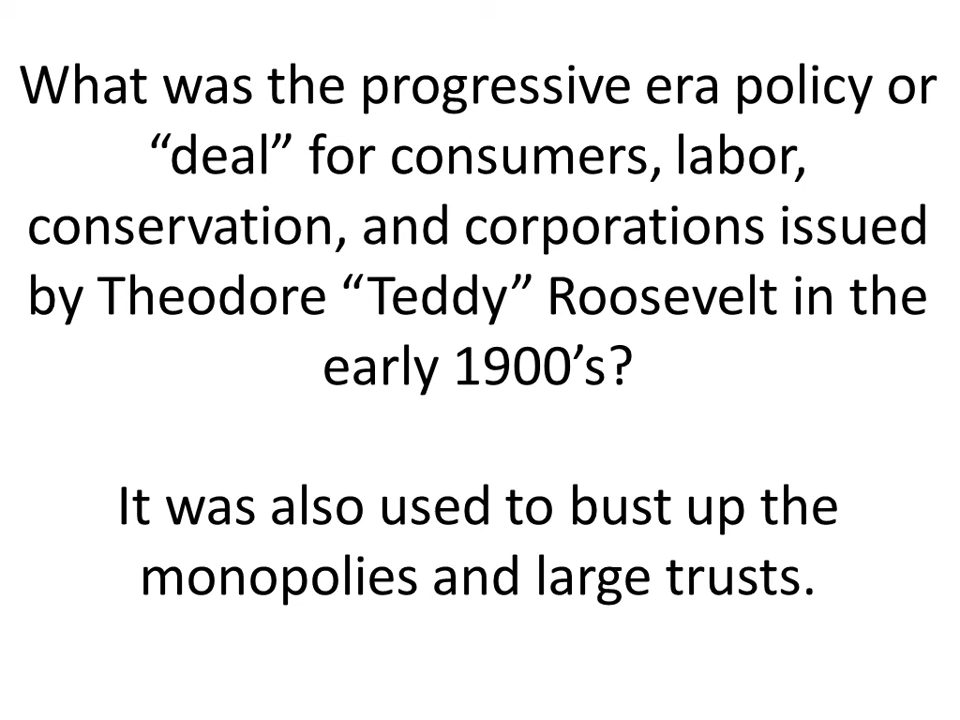 What was the progressive era policy or
“deal” for consumers, labor,
conservation, and corporations issued
by Theodore “Teddy” Roosevelt in the
early 1900’s?
It was also used to bust up the
monopolies and large trusts.